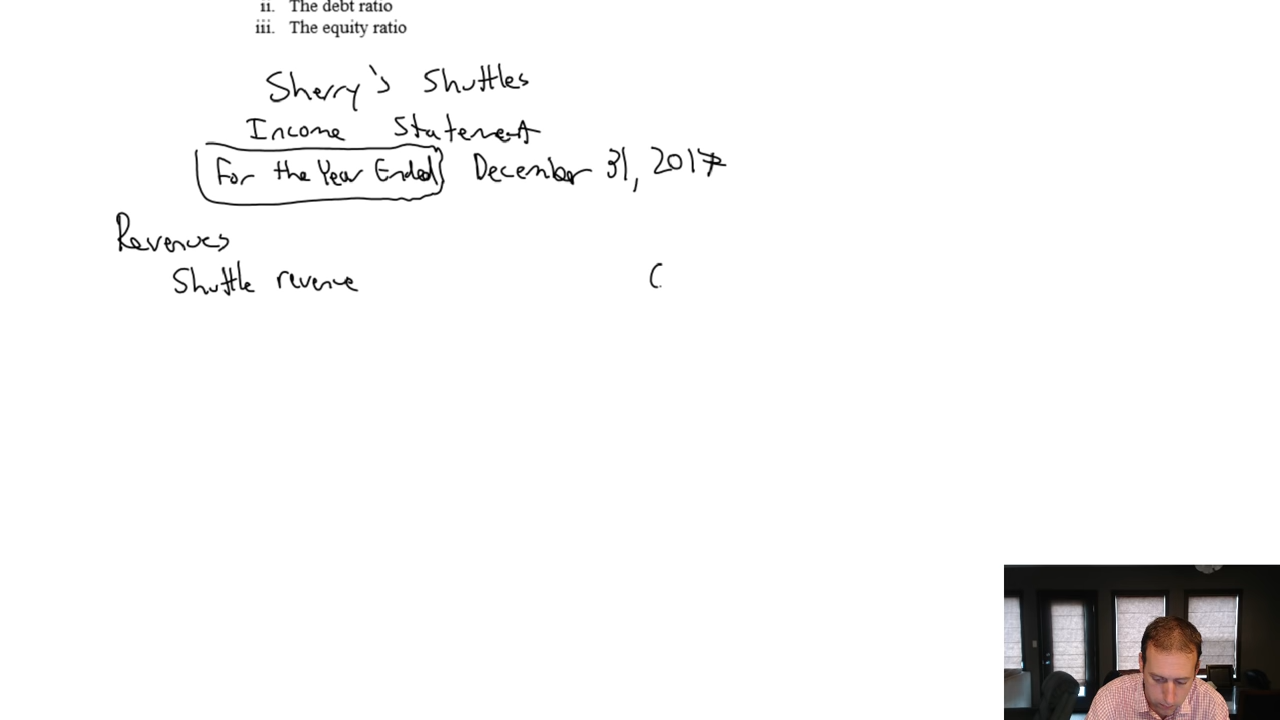 ii. The debt ratio
iii. The equity ratio
Sherry's Shuttles
Income Statement
For the Year Ended December 31, 2017
Revenues
Shuttle revenue